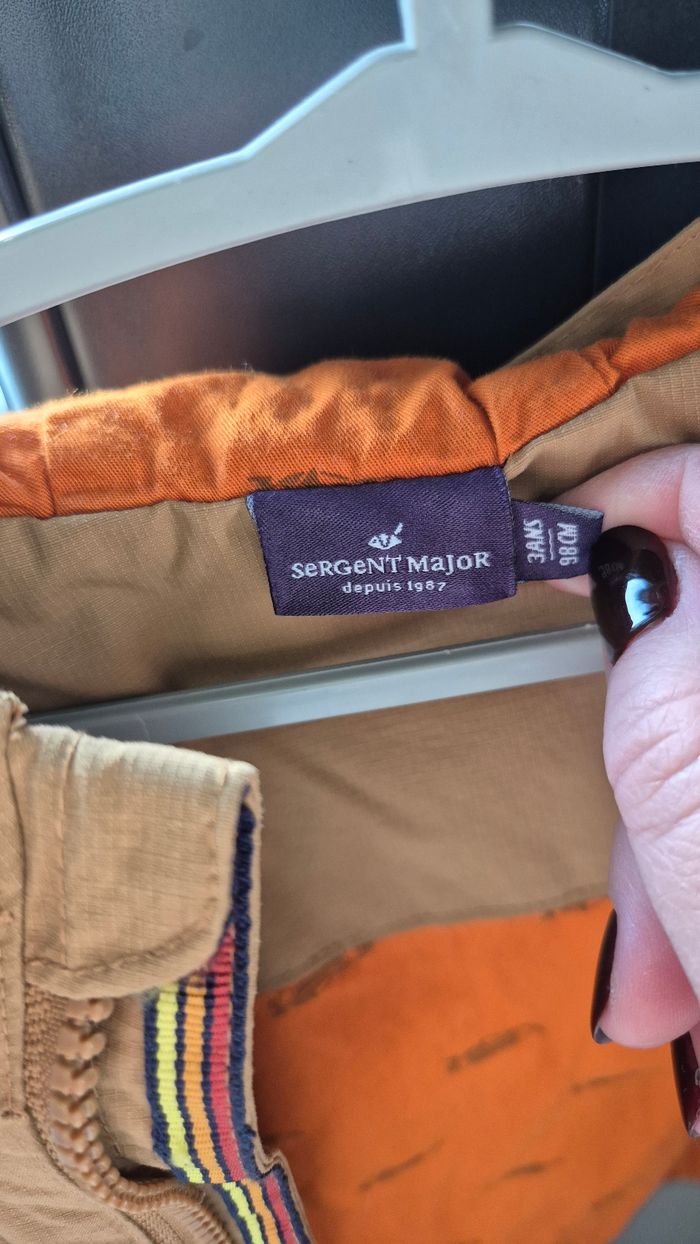 SeRGeNT MaJoR
depuis 1987
3ANS
98CM